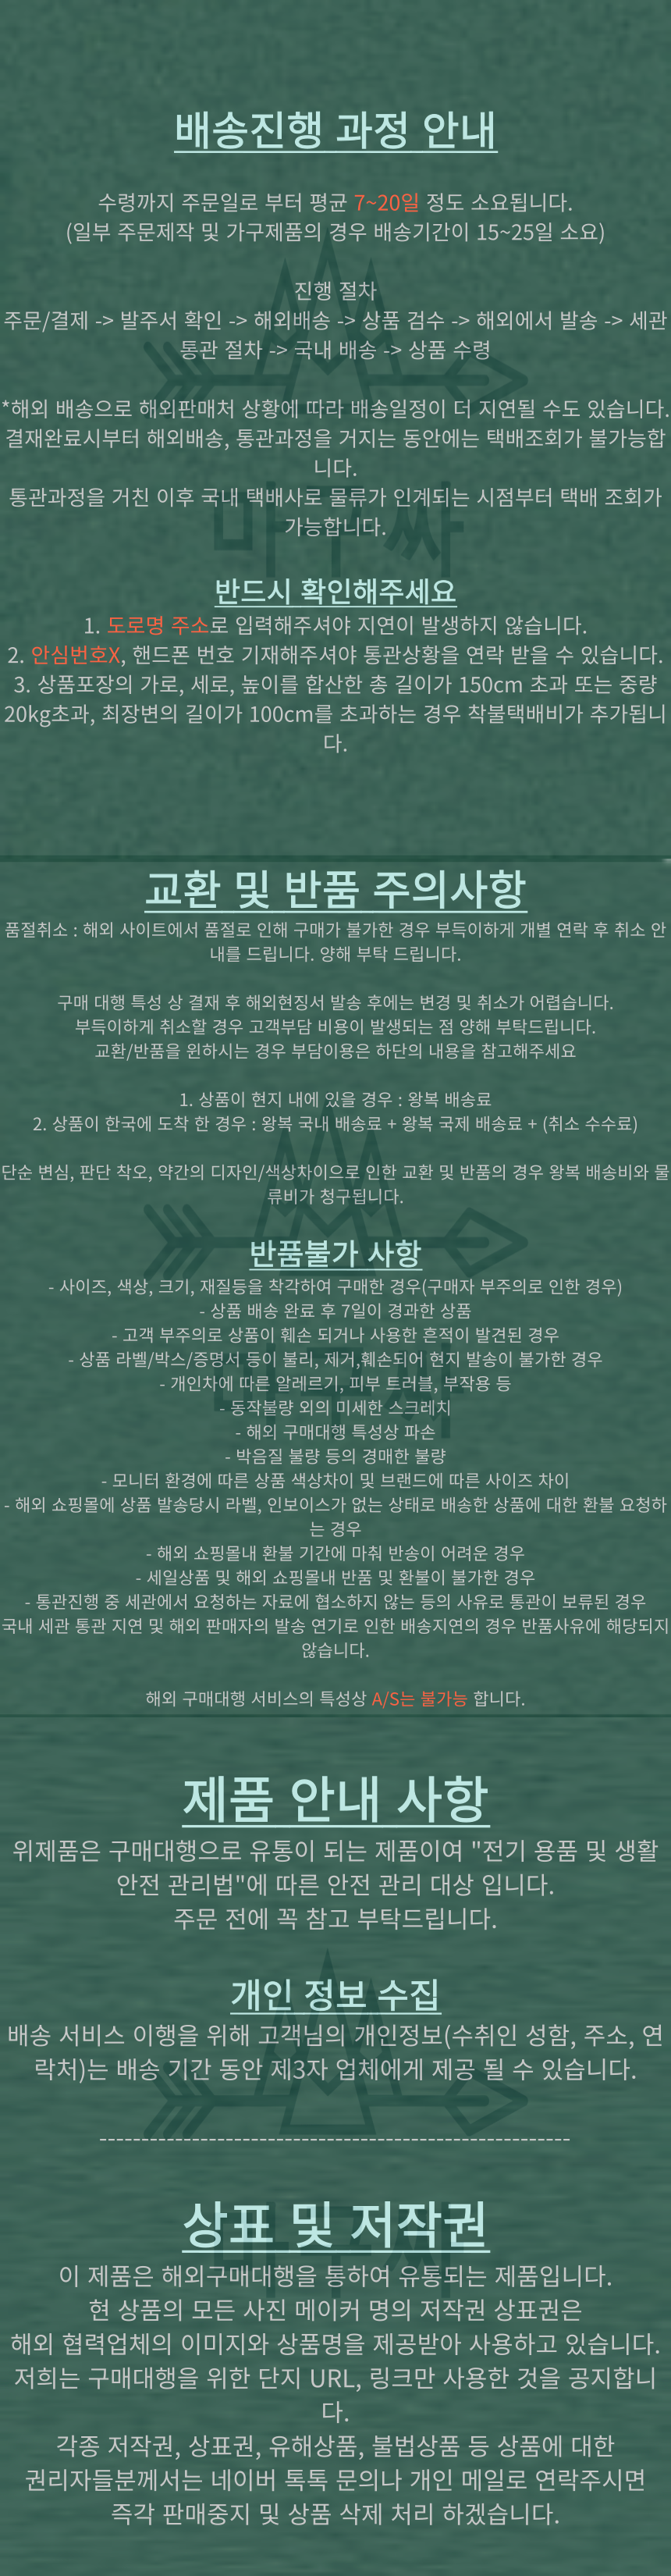 배송진행 과정 안내
수령까지 주문일로 부터 평균 7~20일 정도 소요됩니다.
(일부 주문제작 및 가구제품의 경우 배송기간이 15~25일 소요)
진행 절차
주문/결제 -> 발주서 확인 -> 해외배송 -> 상품 검수 -> 해외에서 발송 -> 세관
통관 절차 -> 국내 배송 -> 상품 수령
*해외 배송으로 해외판매처 상황에 따라 배송일정이 더 지연될 수도 있습니다.
결재완료시부터 해외배송, 통관과정을 거지는 동안에는 택배조회가 불가능합
니다.
통관과정을 거친 이후 국내 택배사로 물류가 인계되는 시점부터 택배 조회가
가능합니다.
마구싸
반드시 확인해주세요
1. 도로명 주소로 입력해주셔야 지연이 발생하지 않습니다.
2. 안심번호X, 핸드폰 번호 기재해주셔야 통관상황을 연락 받을 수 있습니다.
3. 상품포장의 가로, 세로, 높이를 합산한 총 길이가 150cm 초과 또는 중량
20kg초과, 최장변의 길이가 100cm를 초과하는 경우 착불택배비가 추가됩니
다.
교환 및 반품 주의사항
품절취소 : 해외 사이트에서 품절로 인해 구매가 불가한 경우 부득이하게 개별 연락 후 취소 안
내를 드립니다. 양해 부탁 드립니다.
구매 대행 특성 상 결재 후 해외현징서 발송 후에는 변경 및 취소가 어렵습니다.
부득이하게 취소할 경우 고객부담 비용이 발생되는 점 양해 부탁드립니다.
교환/반품을 윈하시는 경우 부담이용은 하단의 내용을 참고해주세요
1. 상품이 현지 내에 있을 경우 : 왕복 배송료
2. 상품이 한국에 도착 한 경우 : 왕복 국내 배송료 + 왕복 국제 배송료 + (취소 수수료)
단순 변심, 판단 착오, 약간의 디자인/색상차이으로 인한 교환 및 반품의 경우 왕복 배송비와 물
류비가 청구됩니다.
반품불가 사항
- 사이즈, 색상, 크기, 재질등을 착각하여 구매한 경우(구매자 부주의로 인한 경우)
- 상품 배송 완료 후 7일이 경과한 상품
- 고객 부주의로 상품이 훼손 되거나 사용한 흔적이 발견된 경우
- 상품 라벨/박스/증명서 등이 불리, 제거,훼손되어 현지 발송이 불가한 경우
- 개인차에 따른 알레르기, 피부 트러블, 부작용 등
- 동작불량 외의 미세한 스크레치
- 해외 구매대행 특성상 파손
- 박음질 불량 등의 경매한 불량
- 모니터 환경에 따른 상품 색상차이 및 브랜드에 따른 사이즈 차이
- 해외 쇼핑몰에 상품 발송당시 라벨, 인보이스가 없는 상태로 배송한 상품에 대한 환불 요청하
는 경우
- 해외 쇼핑몰내 환불 기간에 마춰 반송이 어려운 경우
- 세일상품 및 해외 쇼핑몰내 반품 및 환불이 불가한 경우
- 통관진행 중 세관에서 요청하는 자료에 협소하지 않는 등의 사유로 통관이 보류된 경우
국내 세관 통관 지연 및 해외 판매자의 발송 연기로 인한 배송지연의 경우 반품사유에 해당되지
않습니다.
해외 구매대행 서비스의 특성상 A/S는 불가능 합니다.
제품 안내 사항
위제품은 구매대행으로 유통이 되는 제품이여 "전기 용품 및 생활
안전 관리법"에 따른 안전 관리 대상 입니다.
주문 전에 꼭 참고 부탁드립니다.
개인 정보 수집
배송 서비스 이행을 위해 고객님의 개인정보(수취인 성함, 주소, 연
락처)는 배송 기간 동안 제3자 업체에게 제공 될 수 있습니다.
--------------------------------------------------------
상표 및 저작권
이 제품은 해외구매대행을 통하여 유통되는 제품입니다.
현 상품의 모든 사진 메이커 명의 저작권 상표권은
해외 협력업체의 이미지와 상품명을 제공받아 사용하고 있습니다.
저희는 구매대행을 위한 단지 URL, 링크만 사용한 것을 공지합니
다.
각종 저작권, 상표권, 유해상품, 불법상품 등 상품에 대한
권리자들분께서는 네이버 톡톡 문의나 개인 메일로 연락주시면
즉각 판매중지 및 상품 삭제 처리 하겠습니다.